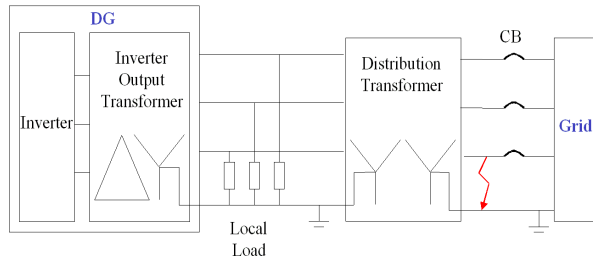 DG
Inverter
Inverter
Output
Transformer
Local
Load
Distribution
Transformer
CB
Grid